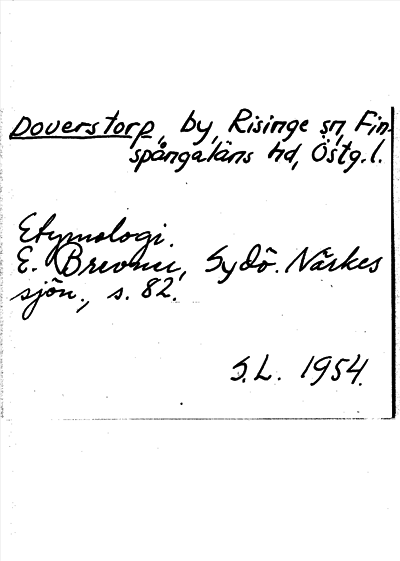 Doverstorp, by, Risinge sn, Fin-
spångaläns hd, Östg.l.
Etymologi.
E. Brevner, Sydö. Närkes
sjön., s. 82.
S.L. 1954.